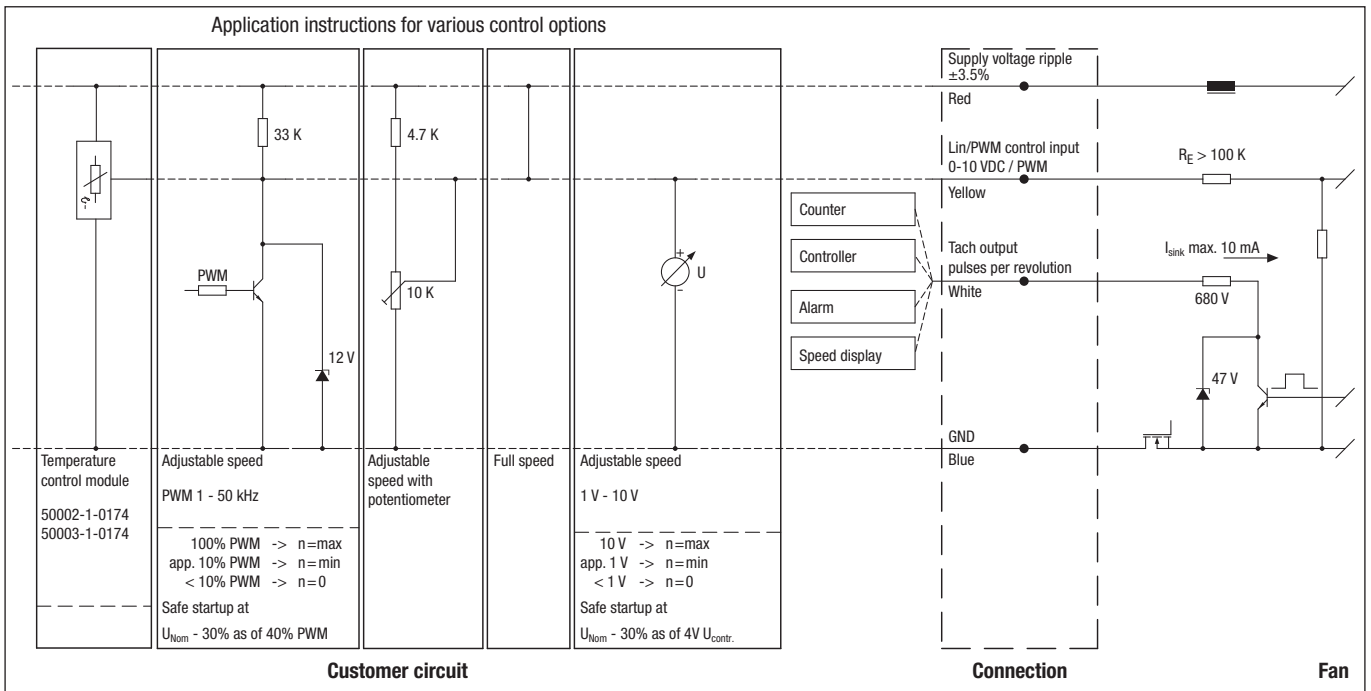 Application instructions for various control options
33 K
PWM
12 V
4.7 K
10 K
+
U
−
Counter
Controller
Alarm
Speed display
Supply voltage ripple
±3.5%
Red
Lin/PWM control input
0-10 VDC / PWM
Yellow
Tach output
pulses per revolution
White
GND
Blue
RE > 100 K
Isink max. 10 mA
680 V
47 V
Temperature
control module
50002-1-0174
50003-1-0174
Adjustable speed
PWM 1 - 50 kHz
100% PWM -> n=max
app. 10% PWM -> n=min
< 10% PWM -> n=0
Safe startup at
UNom - 30% as of 40% PWM
Adjustable
speed with
potentiometer
Full speed
Adjustable speed
1 V - 10 V
10 V -> n=max
app. 1 V -> n=min
< 1 V -> n=0
Safe startup at
UNom - 30% as of 4V Ucontr.
Customer circuit
Connection
Fan